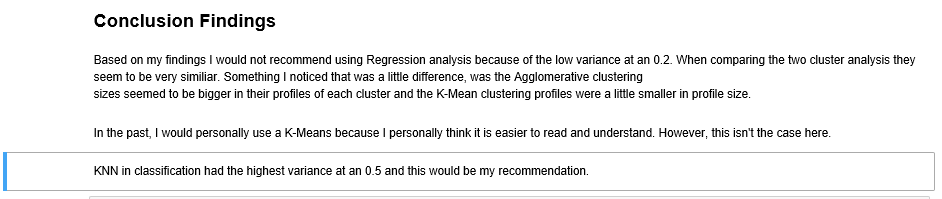 Conclusion Findings
Based on my findings I would not recommend using Regression analysis because of the low variance at an 0.2. When comparing the two cluster analysis they
seem to be very similiar. Something I noticed that was a little difference, was the Agglomerative clustering
sizes seemed to be bigger in their profiles of each cluster and the K-Mean clustering profiles were a little smaller in profile size.
In the past, I would personally use a K-Means because I personally think it is easier to read and understand. However, this isn't the case here.
KNN in classification had the highest variance at an 0.5 and this would be my recommendation.